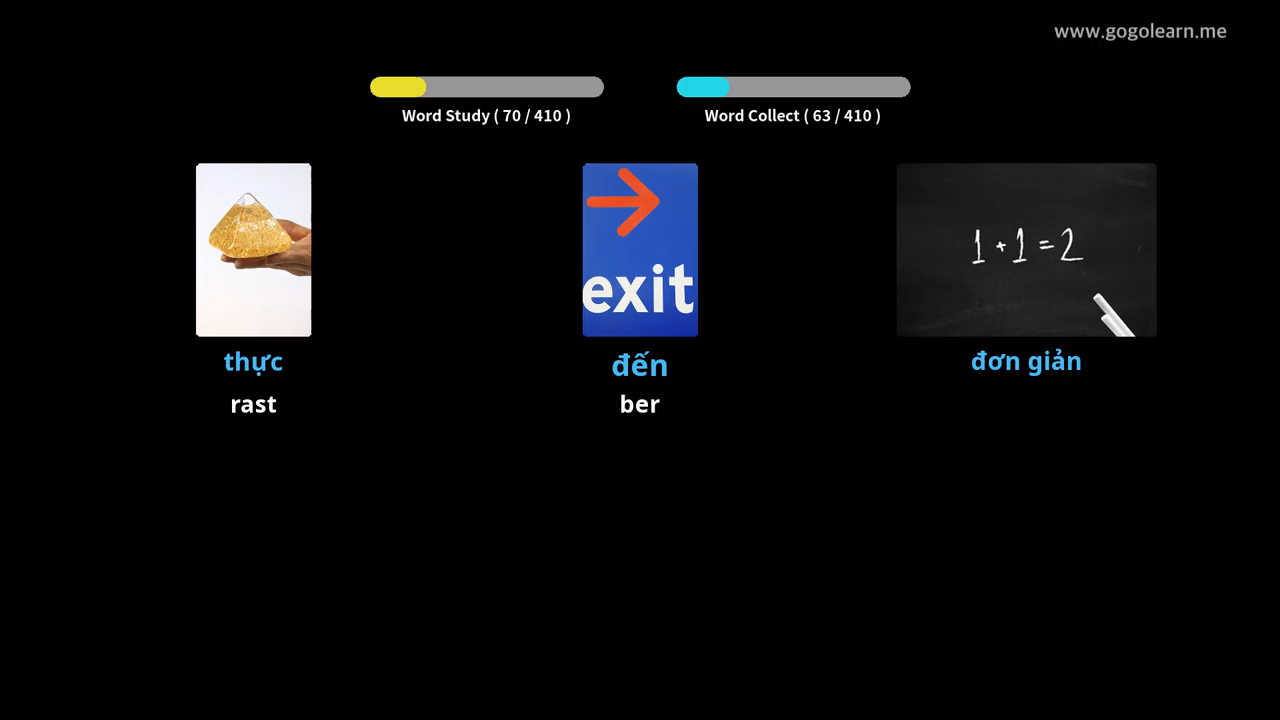 www.gogolearn.me
Word Study ( 70 / 410 )
Word Collect ( 63 / 410 )
exit
1 + 1 = 2
thực
đến
đơn giản
rast
ber